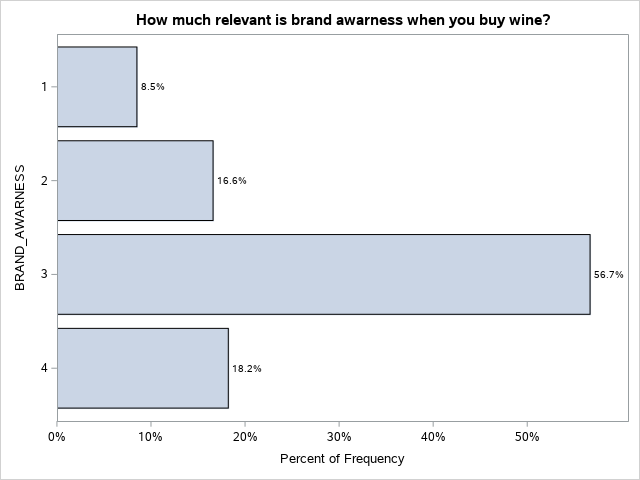 How much relevant is brand awarness when you buy wine?
BRAND_AWARNESS
1
8.5%
2
16.6%
3
56.7%
4
18.2%
0% 10% 20% 30% 40% 50%
Percent of Frequency